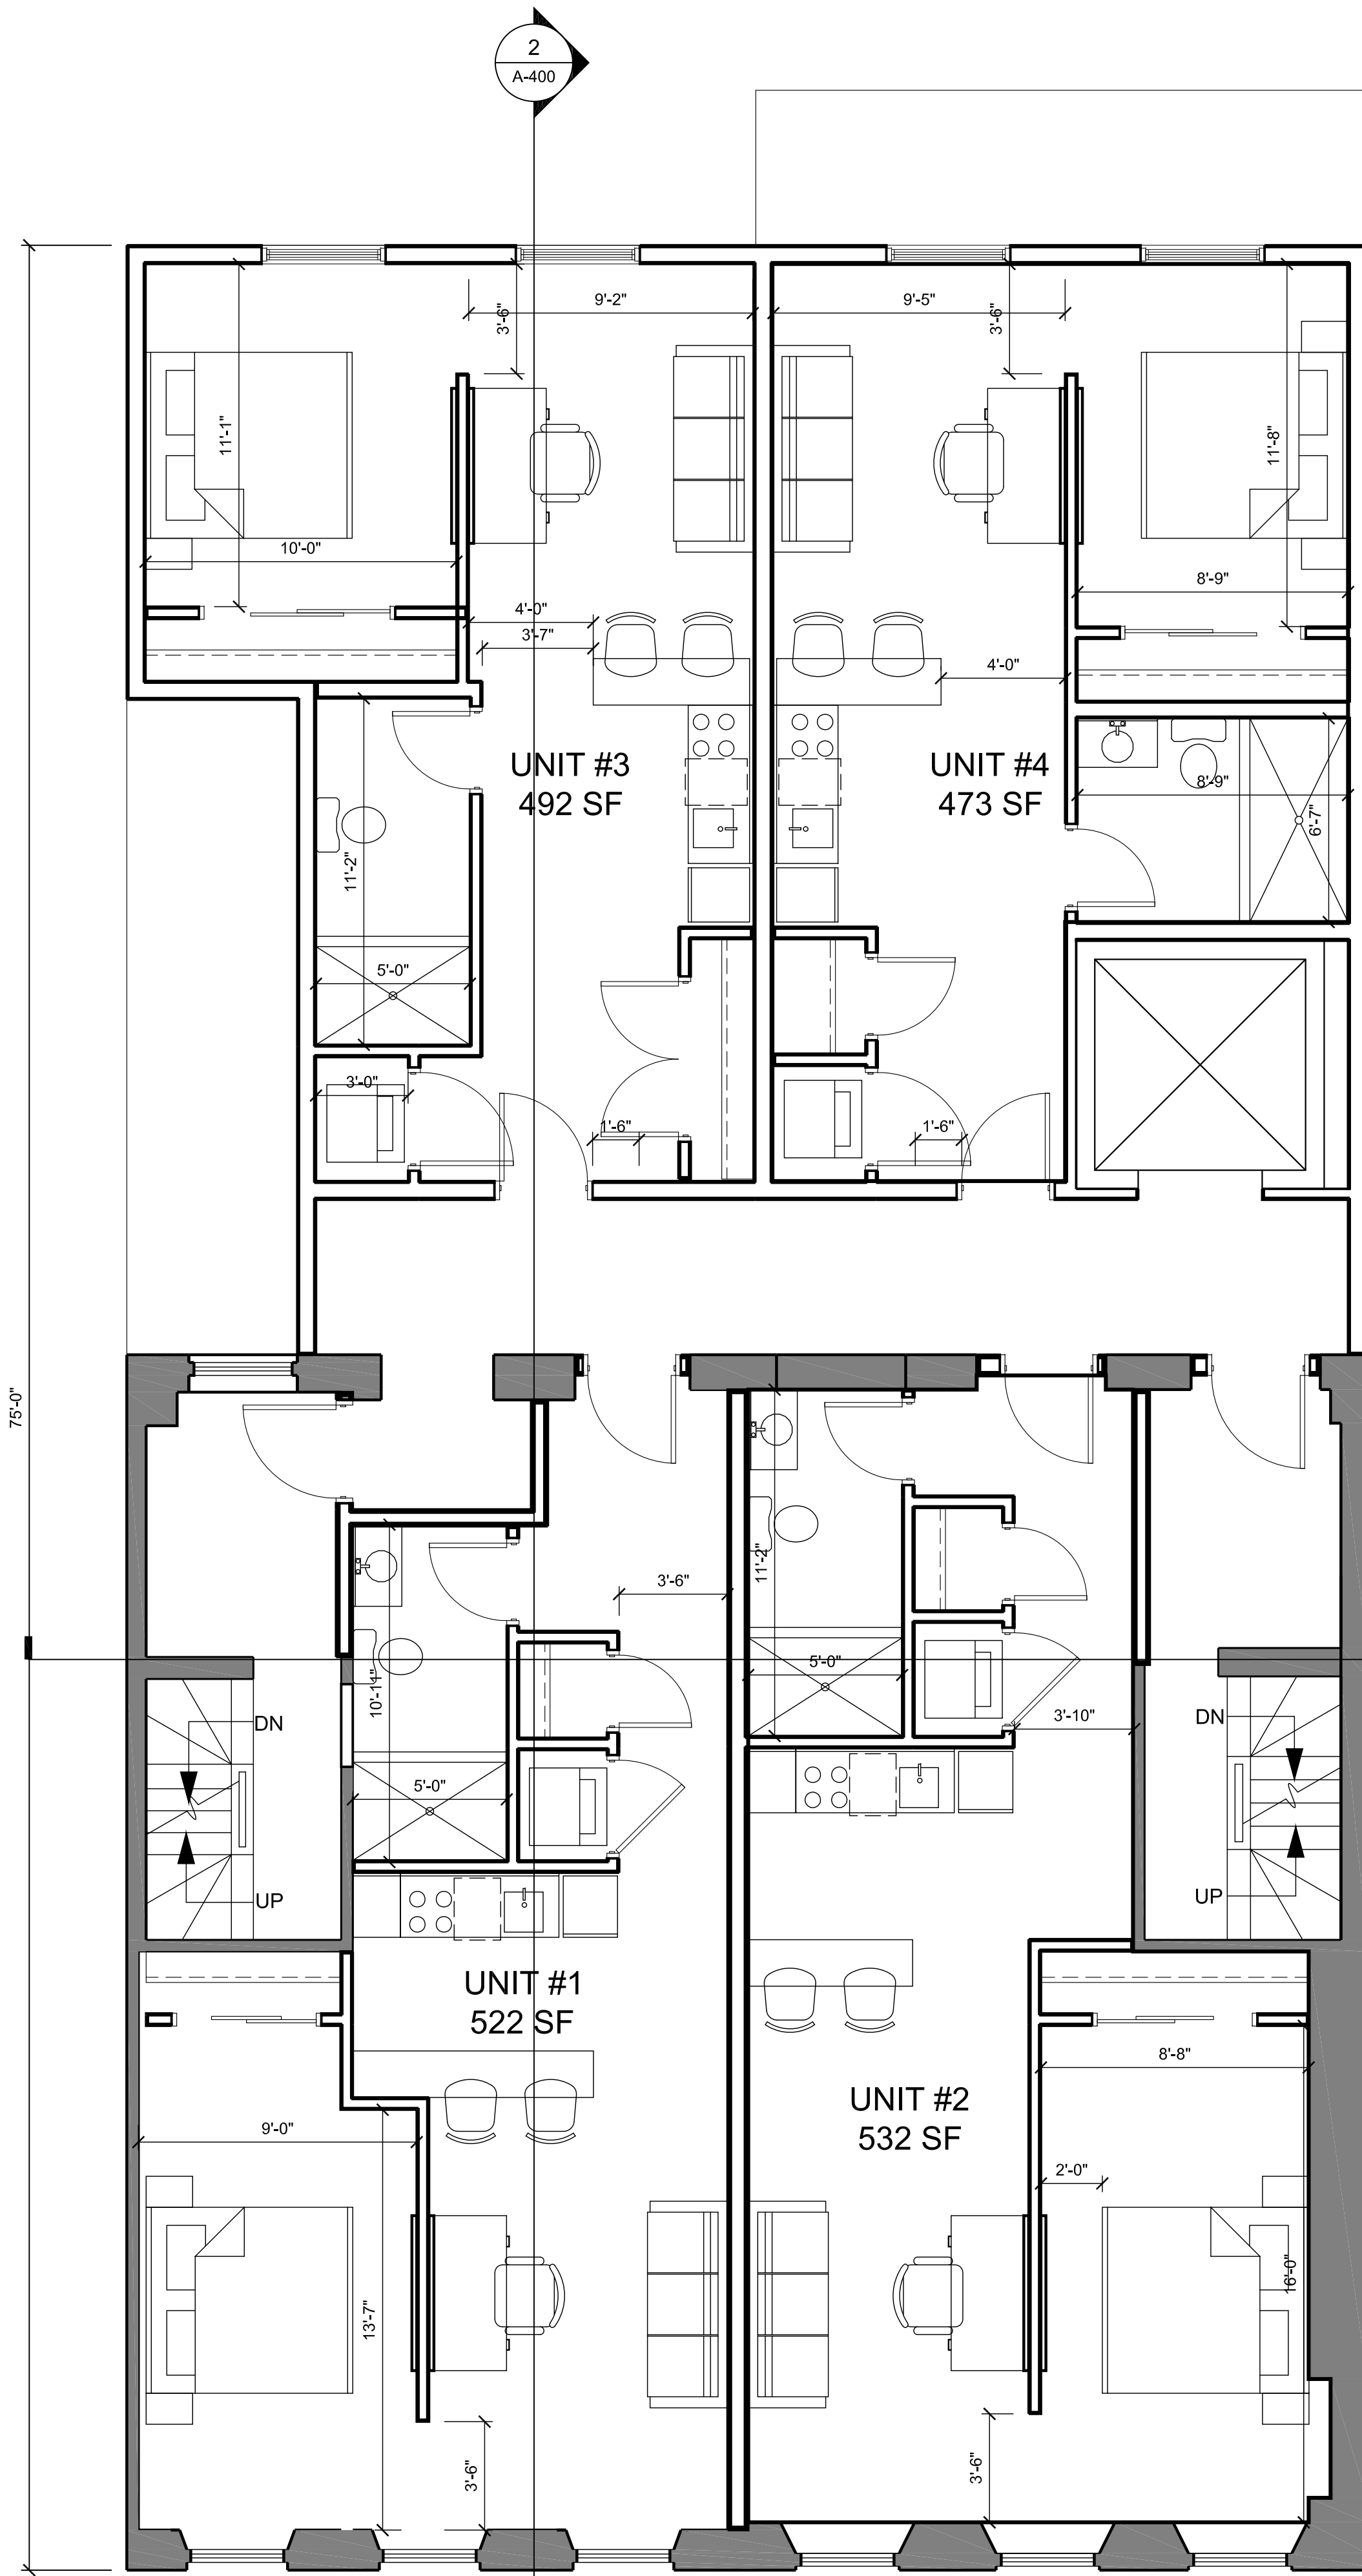 2
A-400
9'-2"
9'-5"
3'-6"
3'-6"
11'-1"
11'-8"
10'-0"
8'-9"
4'-0"
3'-7"
4'-0"
UNIT #3
492 SF
UNIT #4
473 SF
8'-9"
6'-7"
11'-2"
5'-0"
3'-0"
1'-6"
1'-6"
75'-0"
11'-2"
3'-6"
10'-11"
5'-0"
3'-10"
DN
DN
5'-0"
UP
UP
UNIT #1
522 SF
8'-8"
UNIT #2
532 SF
9'-0"
2'-0"
16'-0"
13'-7"
3'-6"
3'-6"